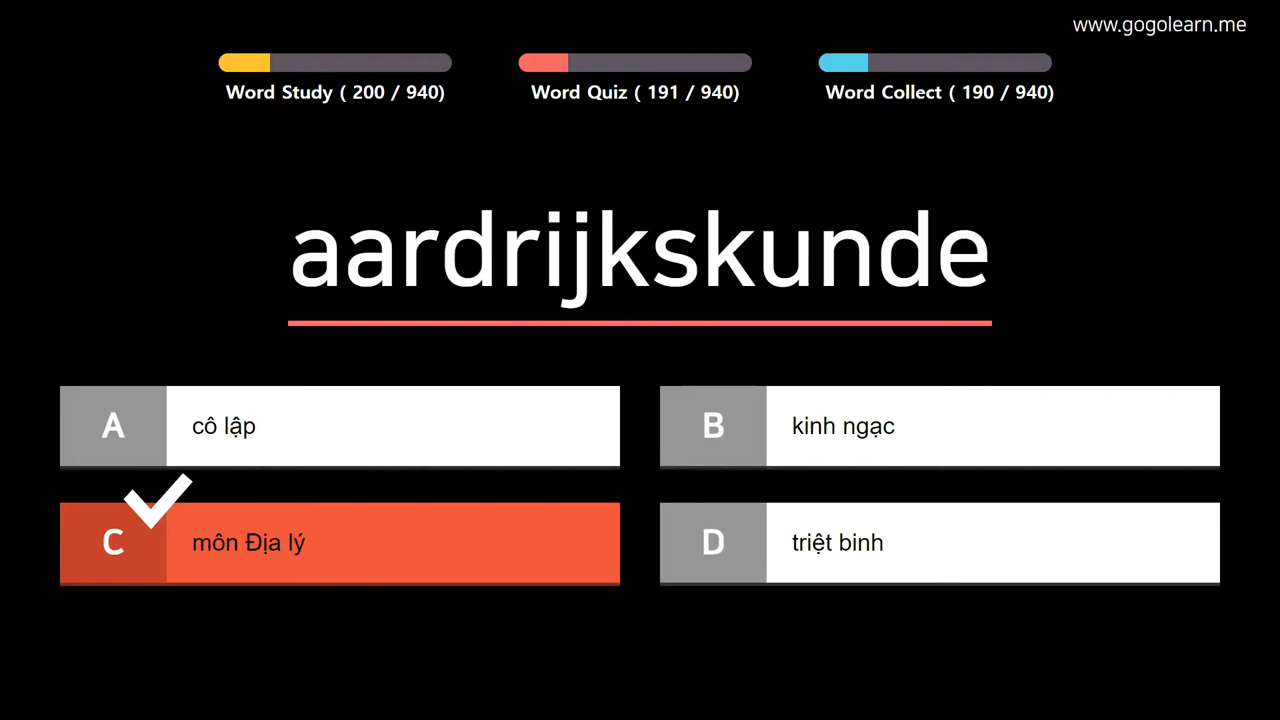 www.gogolearn.me
Word Study ( 200 / 940)
Word Quiz ( 191 / 940)
Word Collect ( 190 / 940)
aardrijkskunde
A cô lập
B kinh ngạc
C môn Địa lý
D triệt binh